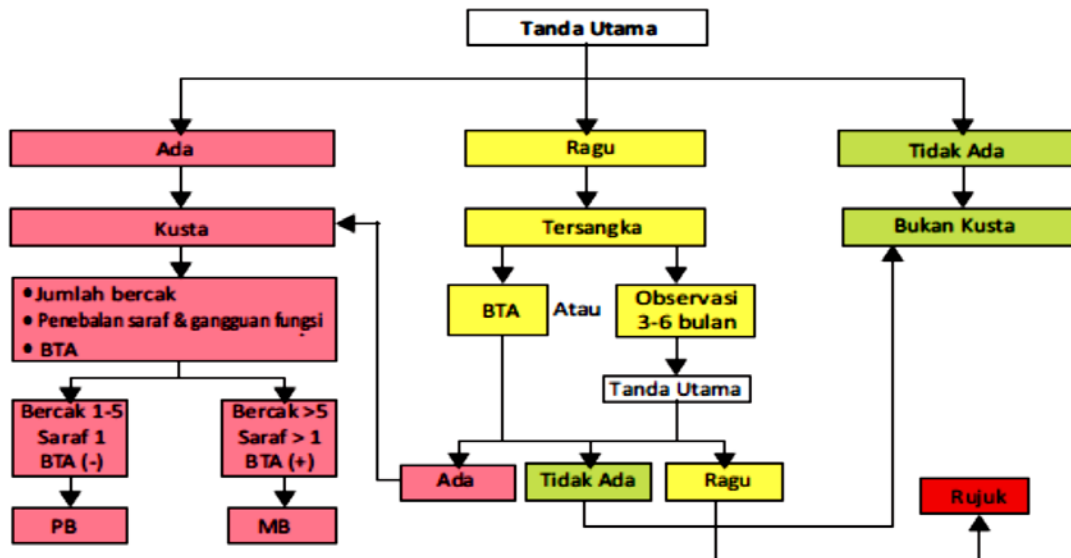 Tanda Utama
Ada
Ragu
Tidak Ada
Kusta
Tersangka
Bukan Kusta
• Jumlah bercak
• Penebalan saraf & gangguan fungsi
• BTA
BTA
Atau
Observasi
3-6 bulan
Tanda Utama
Bercak 1-5
Saraf 1
BTA (-)
Bercak >5
Saraf > 1
BTA (+)
Ada
Tidak Ada
Ragu
Rujuk
PB
MB